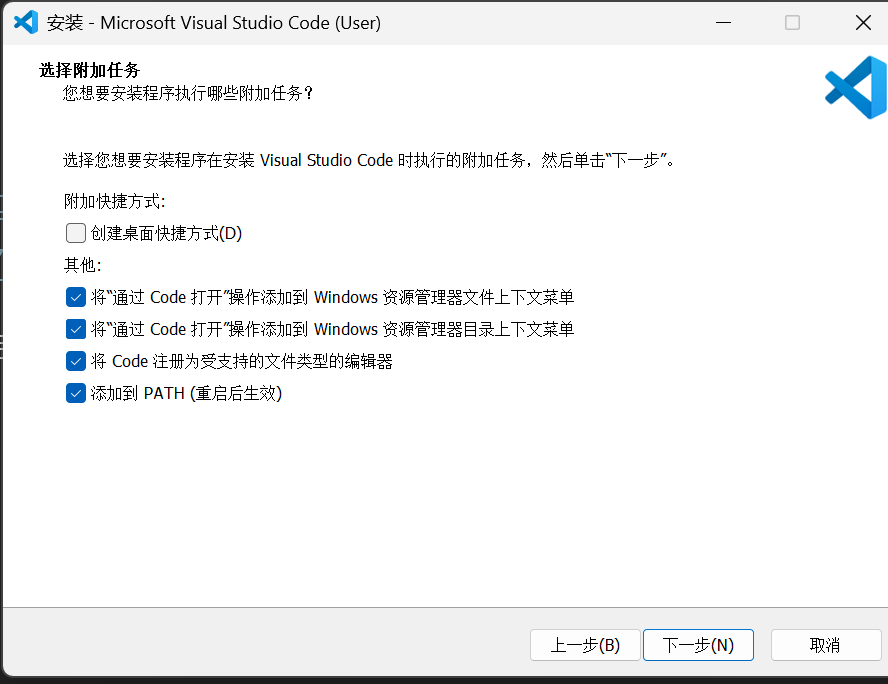 安装 - Microsoft Visual Studio Code (User)
选择附加任务
您想要安装程序执行哪些附加任务？
选择您想要安装程序在安装 Visual Studio Code 时执行的附加任务，然后单击“下一步”。
附加快捷方式:
创建桌面快捷方式(D)
其他:
将“通过 Code 打开”操作添加到 Windows 资源管理器文件上下文菜单
将“通过 Code 打开”操作添加到 Windows 资源管理器目录上下文菜单
将 Code 注册为受支持的文件类型的编辑器
添加到 PATH (重启后生效)
上一步(B) 下一步(N) 取消